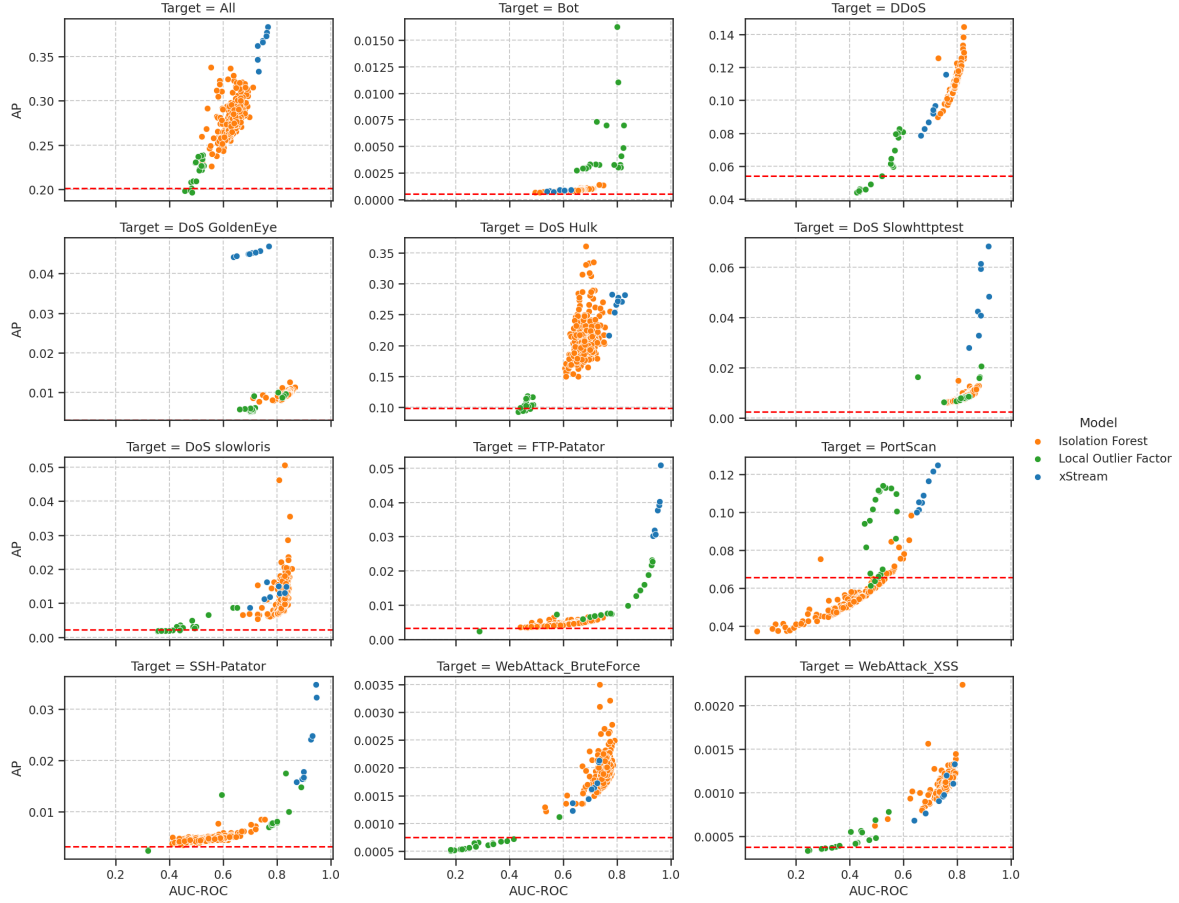 Target = All
Target = Bot
Target = DDoS
AP
0.35
0.30
0.25
0.20
0.0150
0.0125
0.0100
0.0075
0.0050
0.0025
0.0000
0.14
0.12
0.10
0.08
0.06
0.04
Target = DoS GoldenEye
Target = DoS Hulk
Target = DoS Slowhttptest
AP
0.04
0.03
0.02
0.01
0.35
0.30
0.25
0.20
0.15
0.10
0.06
0.04
0.02
0.00
Target = DoS slowloris
Target = FTP-Patator
Target = PortScan
AP
0.05
0.04
0.03
0.02
0.01
0.00
0.05
0.04
0.03
0.02
0.01
0.00
0.12
0.10
0.08
0.06
0.04
Model
Isolation Forest
Local Outlier Factor
xStream
Target = SSH-Patator
Target = WebAttack_BruteForce
Target = WebAttack_XSS
AP
0.03
0.02
0.01
0.0035
0.0030
0.0025
0.0020
0.0015
0.0010
0.0005
0.0020
0.0015
0.0010
0.0005
0.2 0.4 0.6 0.8 1.0
0.2 0.4 0.6 0.8 1.0
0.2 0.4 0.6 0.8 1.0
AUC-ROC
AUC-ROC
AUC-ROC